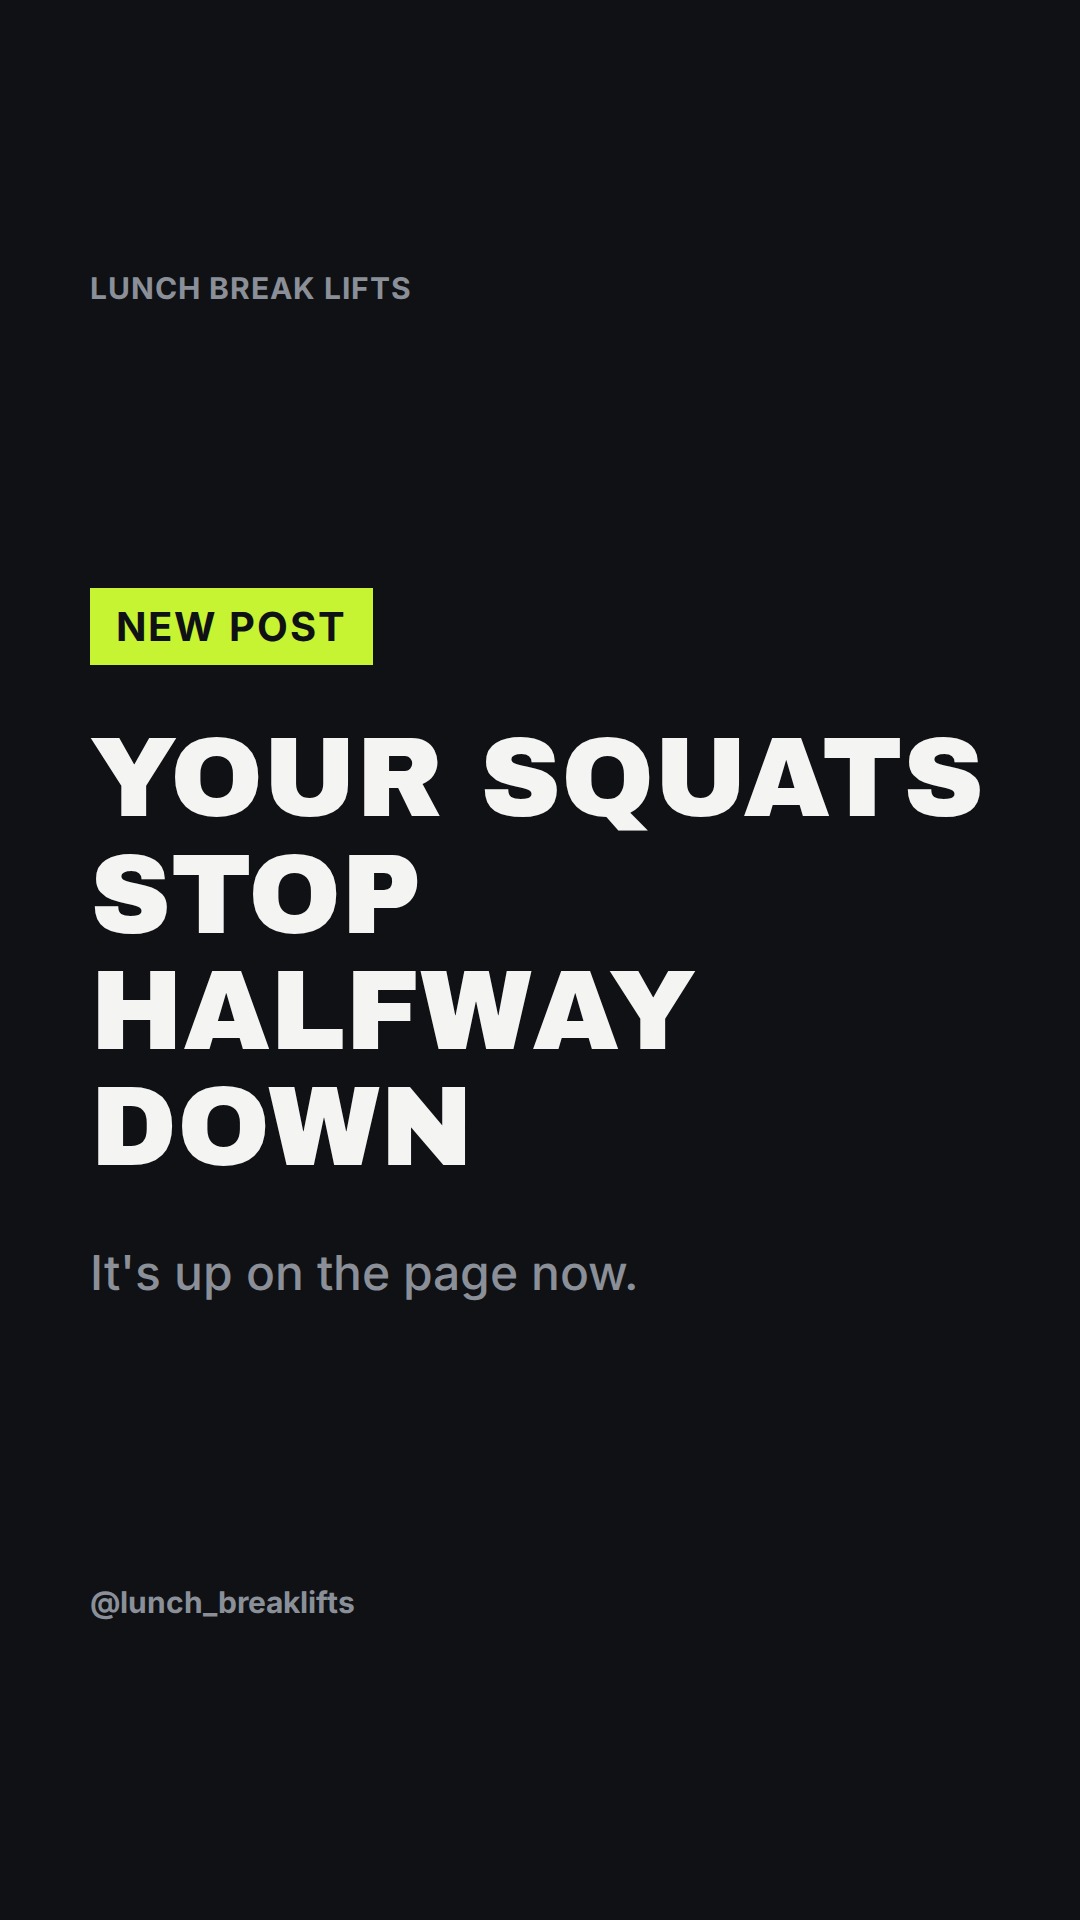 LUNCH BREAK LIFTS
NEW POST
YOUR SQUATS
STOP
HALFWAY
DOWN
It's up on the page now.
@lunch_breaklifts